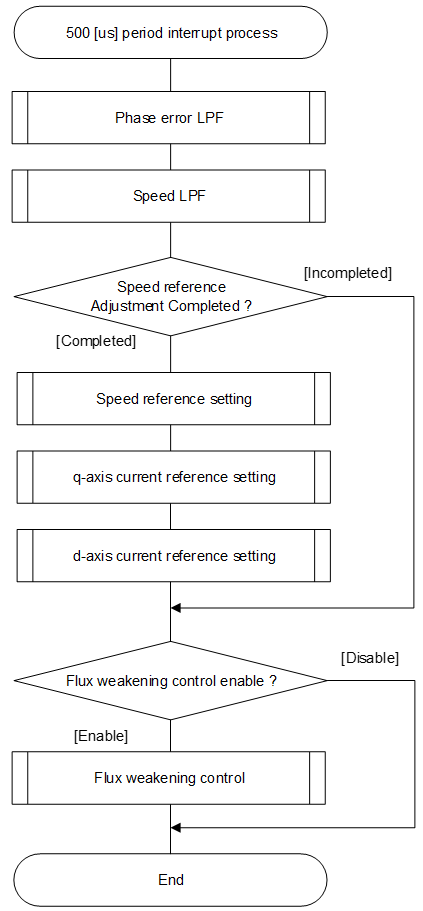 500 [us] period interrupt process
Phase error LPF
Speed LPF
Speed reference
Adjustment Completed ?
[Incompleted]
[Completed]
Speed reference setting
q-axis current reference setting
d-axis current reference setting
Flux weakening control enable ?
[Disable]
[Enable]
Flux weakening control
End